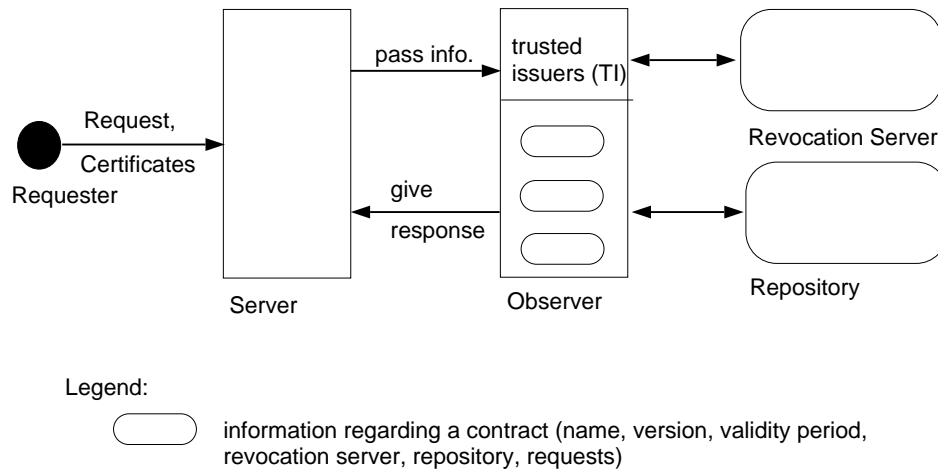 pass info.
trusted
issuers (TI)
Request,
Certificates
Requester
Revocation Server
give
response
Server
Observer
Repository
Legend:
information regarding a contract (name, version, validity period,
revocation server, repository, requests)